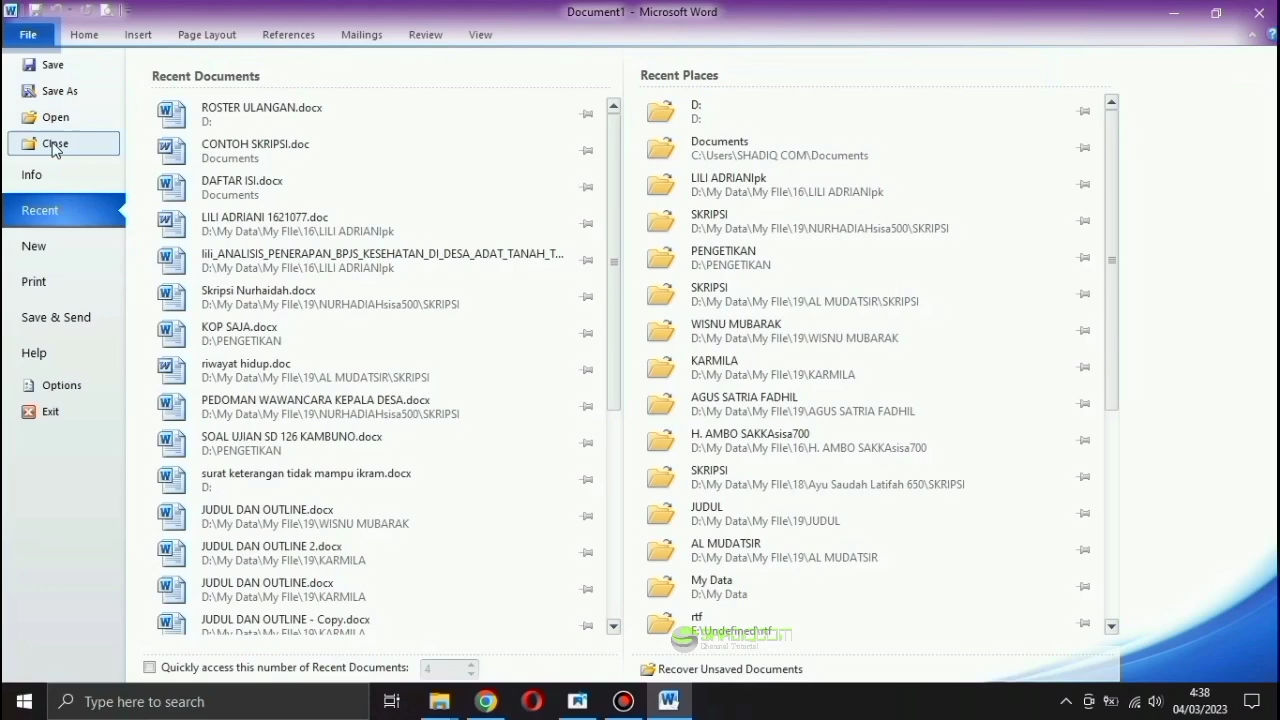 Document1 - Microsoft Word
File Home Insert Page Layout References Mailings Review View
Save
Save As
Open
Close
Info
Recent
New
Print
Save & Send
Help
Options
Exit
Recent Documents
ROSTER ULANGAN.docx
D:
CONTOH SKRIPSI.doc
Documents
DAFTAR ISI.docx
Documents
LILI ADRIANI 1621077.doc
D:\My Data\My FIle\16\LILI ADRIANIpk
lili_ANALISIS_PENERAPAN_BPJS_KESEHATAN_DI_DESA_ADAT_TANAH_T...
D:\My Data\My FIle\16\LILI ADRIANIpk
Skripsi Nurhaidah.docx
D:\My Data\My FIle\19\NURHADIAHsisa500\SKRIPSI
KOP SAJA.docx
D:\PENGETIKAN
riwayat hidup.doc
D:\My Data\My FIle\19\AL MUDATSIR\SKRIPSI
PEDOMAN WAWANCARA KEPALA DESA.docx
D:\My Data\My FIle\19\NURHADIAHsisa500\SKRIPSI
SOAL UJIAN SD 126 KAMBUNO.docx
D:\PENGETIKAN
surat keterangan tidak mampu ikram.docx
D:
JUDUL DAN OUTLINE.docx
D:\My Data\My FIle\19\WISNU MUBARAK
JUDUL DAN OUTLINE 2.docx
D:\My Data\My FIle\19\KARMILA
JUDUL DAN OUTLINE.docx
D:\My Data\My FIle\19\KARMILA
JUDUL DAN OUTLINE - Copy.docx
D:\My Data\My FIle\19\KARMILA
Quickly access this number of Recent Documents: 4
Recent Places
D:
D:
Documents
C:\Users\SHADIQ COM\Documents
LILI ADRIANIpk
D:\My Data\My FIle\16\LILI ADRIANIpk
SKRIPSI
D:\My Data\My FIle\19\NURHADIAHsisa500\SKRIPSI
PENGETIKAN
D:\PENGETIKAN
SKRIPSI
D:\My Data\My FIle\19\AL MUDATSIR\SKRIPSI
WISNU MUBARAK
D:\My Data\My FIle\19\WISNU MUBARAK
KARMILA
D:\My Data\My FIle\19\KARMILA
AGUS SATRIA FADHIL
D:\My Data\My FIle\19\AGUS SATRIA FADHIL
H. AMBO SAKKAsisa700
D:\My Data\My FIle\16\H. AMBO SAKKAsisa700
SKRIPSI
D:\My Data\My FIle\18\Ayu Saudah Latifah 650\SKRIPSI
JUDUL
D:\My Data\My FIle\19\JUDUL
AL MUDATSIR
D:\My Data\My FIle\19\AL MUDATSIR
My Data
D:\My Data
rtf
E:\Undefined\rtf
Recover Unsaved Documents
Type here to search
4:38
04/03/2023